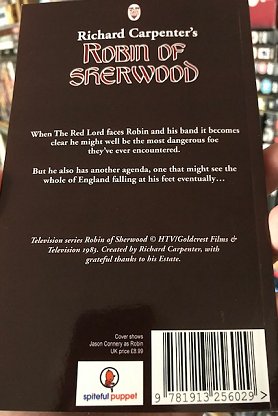 Richard Carpenter's
ROBIN OF
SHERWOOD
When The Red Lord faces Robin and his band it becomes
clear he might well be the most dangerous foe
they've ever encountered.
But he also has another agenda, one that might see the
whole of England falling at his feet eventually…
Television series Robin of Sherwood © HTV/Goldcrest Films &
Television 1983. Created by Richard Carpenter, with
grateful thanks to his Estate.
Cover shows
Jason Connery as Robin
UK price £8.99
spiteful puppet
9 781913 256029 >